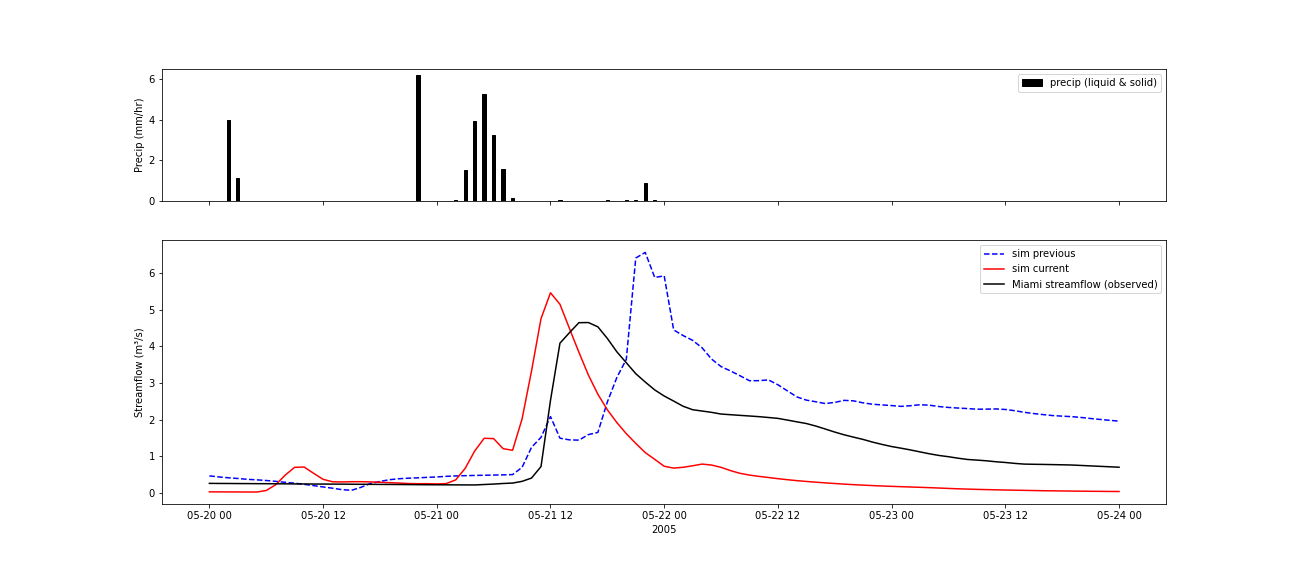 precip (liquid & solid)
Precip (mm/hr)
6
4
2
0
sim previous
sim current
Miami streamflow (observed)
Streamflow (m³/s)
6
5
4
3
2
1
0
05-20 00 05-20 12 05-21 00 05-21 12 05-22 00 05-22 12 05-23 00 05-23 12 05-24 00
2005